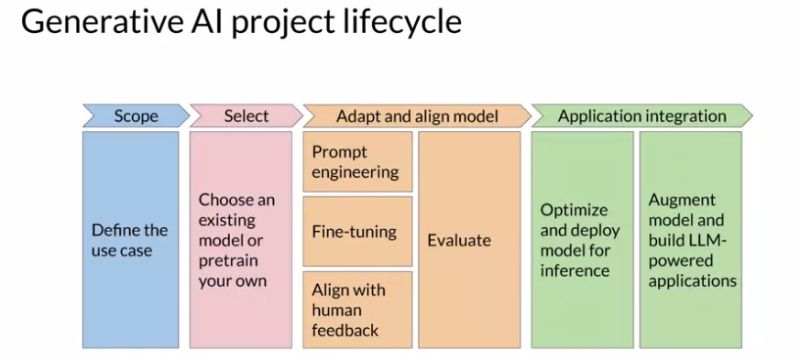 Generative AI project lifecycle
Scope
Select
Adapt and align model
Application integration
Define the
use case
Choose an
existing
model or
pretrain
your own
Prompt
engineering
Fine-tuning
Align with
human
feedback
Evaluate
Optimize
and deploy
model for
inference
Augment
model and
build LLM-
powered
applications